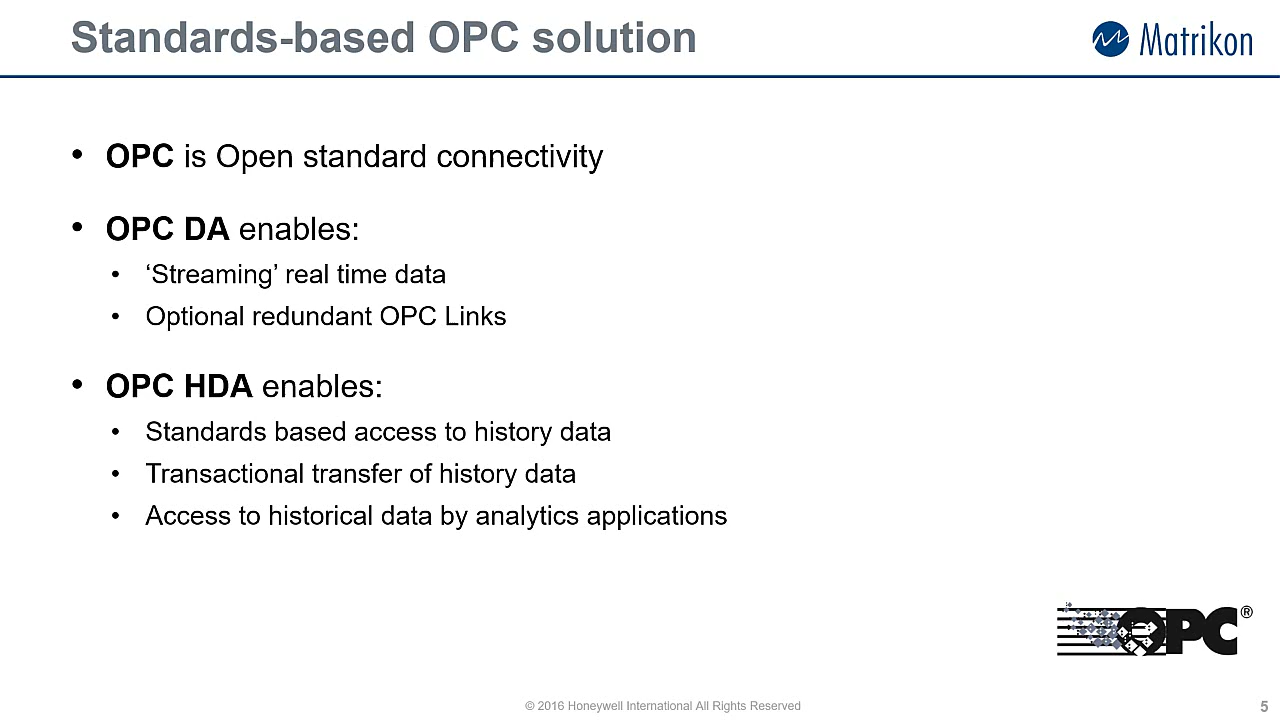 Standards-based OPC solution
Matrikon
• OPC is Open standard connectivity
• OPC DA enables:
• ‘Streaming’ real time data
• Optional redundant OPC Links
• OPC HDA enables:
• Standards based access to history data
• Transactional transfer of history data
• Access to historical data by analytics applications
OPC®
© 2016 Honeywell International All Rights Reserved
5